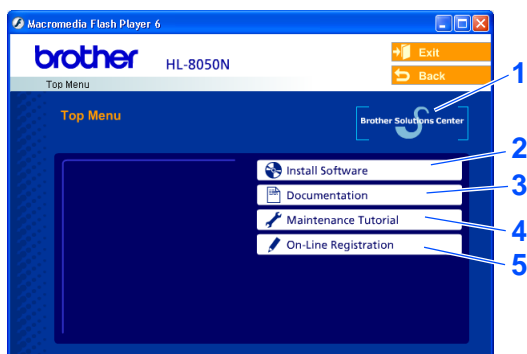 Macromedia Flash Player 6
brother
HL-8050N
Exit
Back
Top Menu
Top Menu
Brother Solutions Center
1
Install Software
2
Documentation
3
Maintenance Tutorial
4
On-Line Registration
5